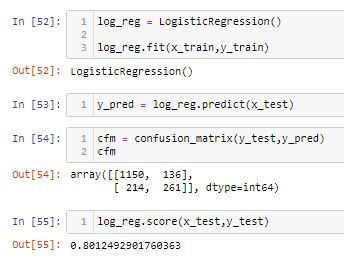 In [52]: 1 log_reg = LogisticRegression()
2
3 log_reg.fit(x_train,y_train)
Out[52]: LogisticRegression()
In [53]: 1 y_pred = log_reg.predict(x_test)
In [54]: 1 cfm = confusion_matrix(y_test,y_pred)
2 cfm
Out[54]: array([[1150, 136],
[ 214, 261]], dtype=int64)
In [55]: 1 log_reg.score(x_test,y_test)
Out[55]: 0.8012492901760363